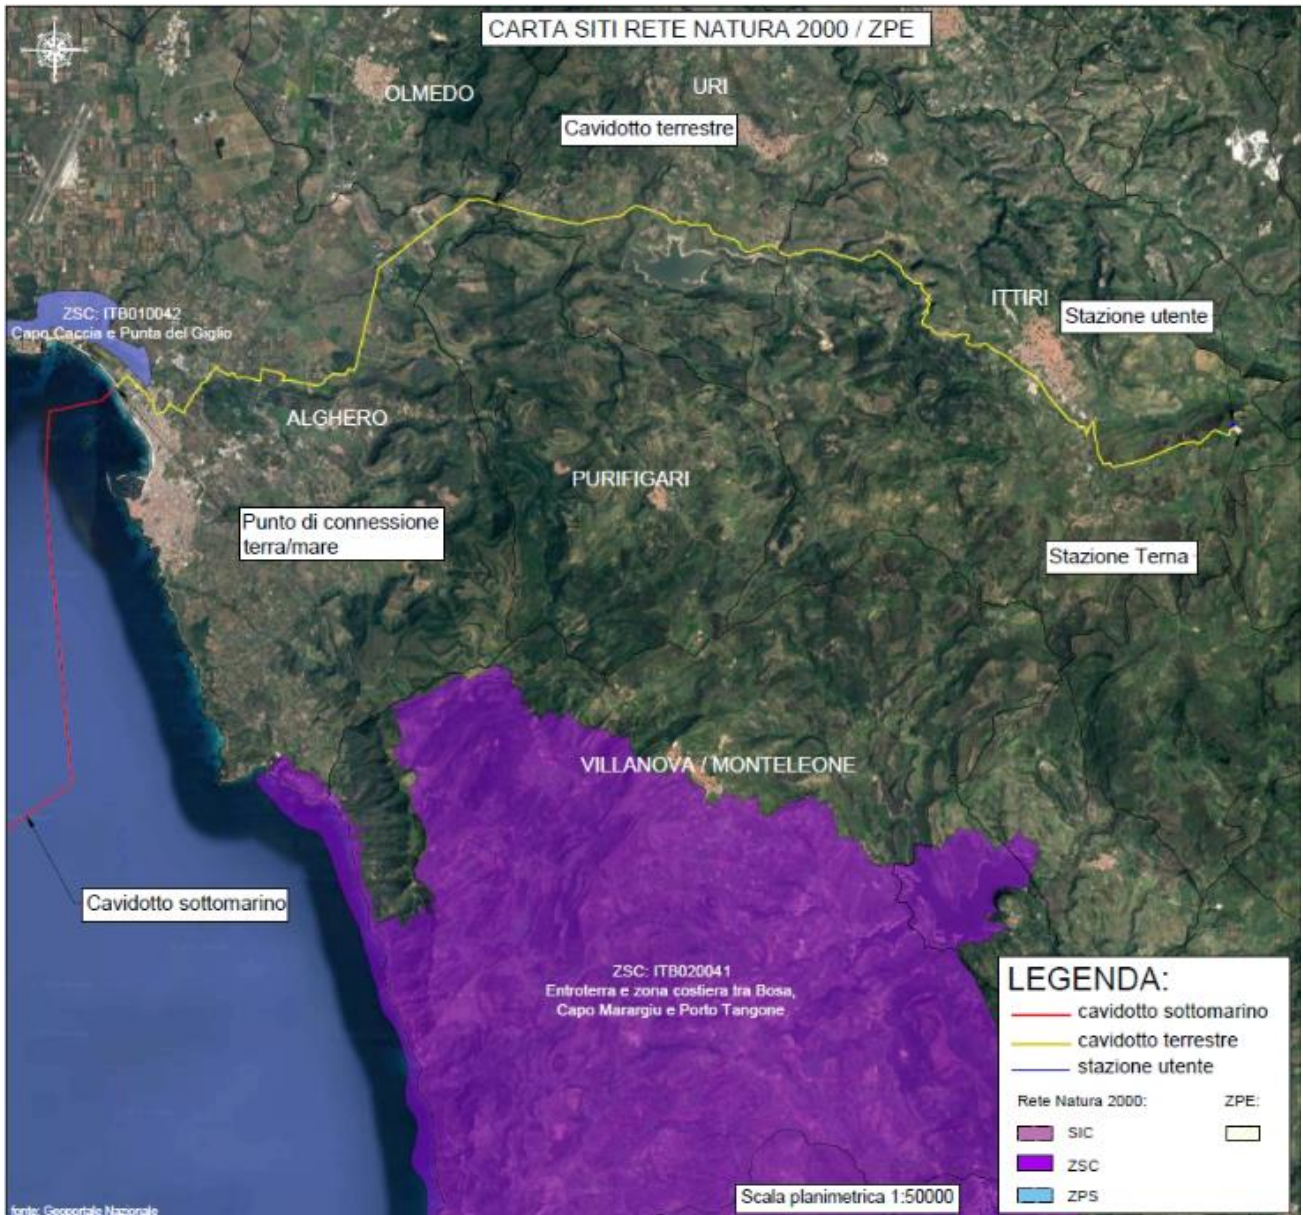 CARTA SITI RETE NATURA 2000 / ZPE
OLMEDO
URI
Cavidotto terrestre
ZSC: ITB010042
Capo Caccia e Punta del Giglio
ITTIRI
Stazione utente
ALGHERO
PURIFIGARI
Punto di connessione
terra/mare
Stazione Terna
VILLANOVA / MONTELEONE
Cavidotto sottomarino
ZSC: ITB020041
Entroterra e zona costiera tra Bosa,
Capo Marargiu e Porto Tangone
LEGENDA:
cavidotto sottomarino
cavidotto terrestre
stazione utente
Rete Natura 2000:
ZPE:
SIC
ZSC
ZPS
Scala planimetrica 1:50000
fonte: Geoportale Nazionale